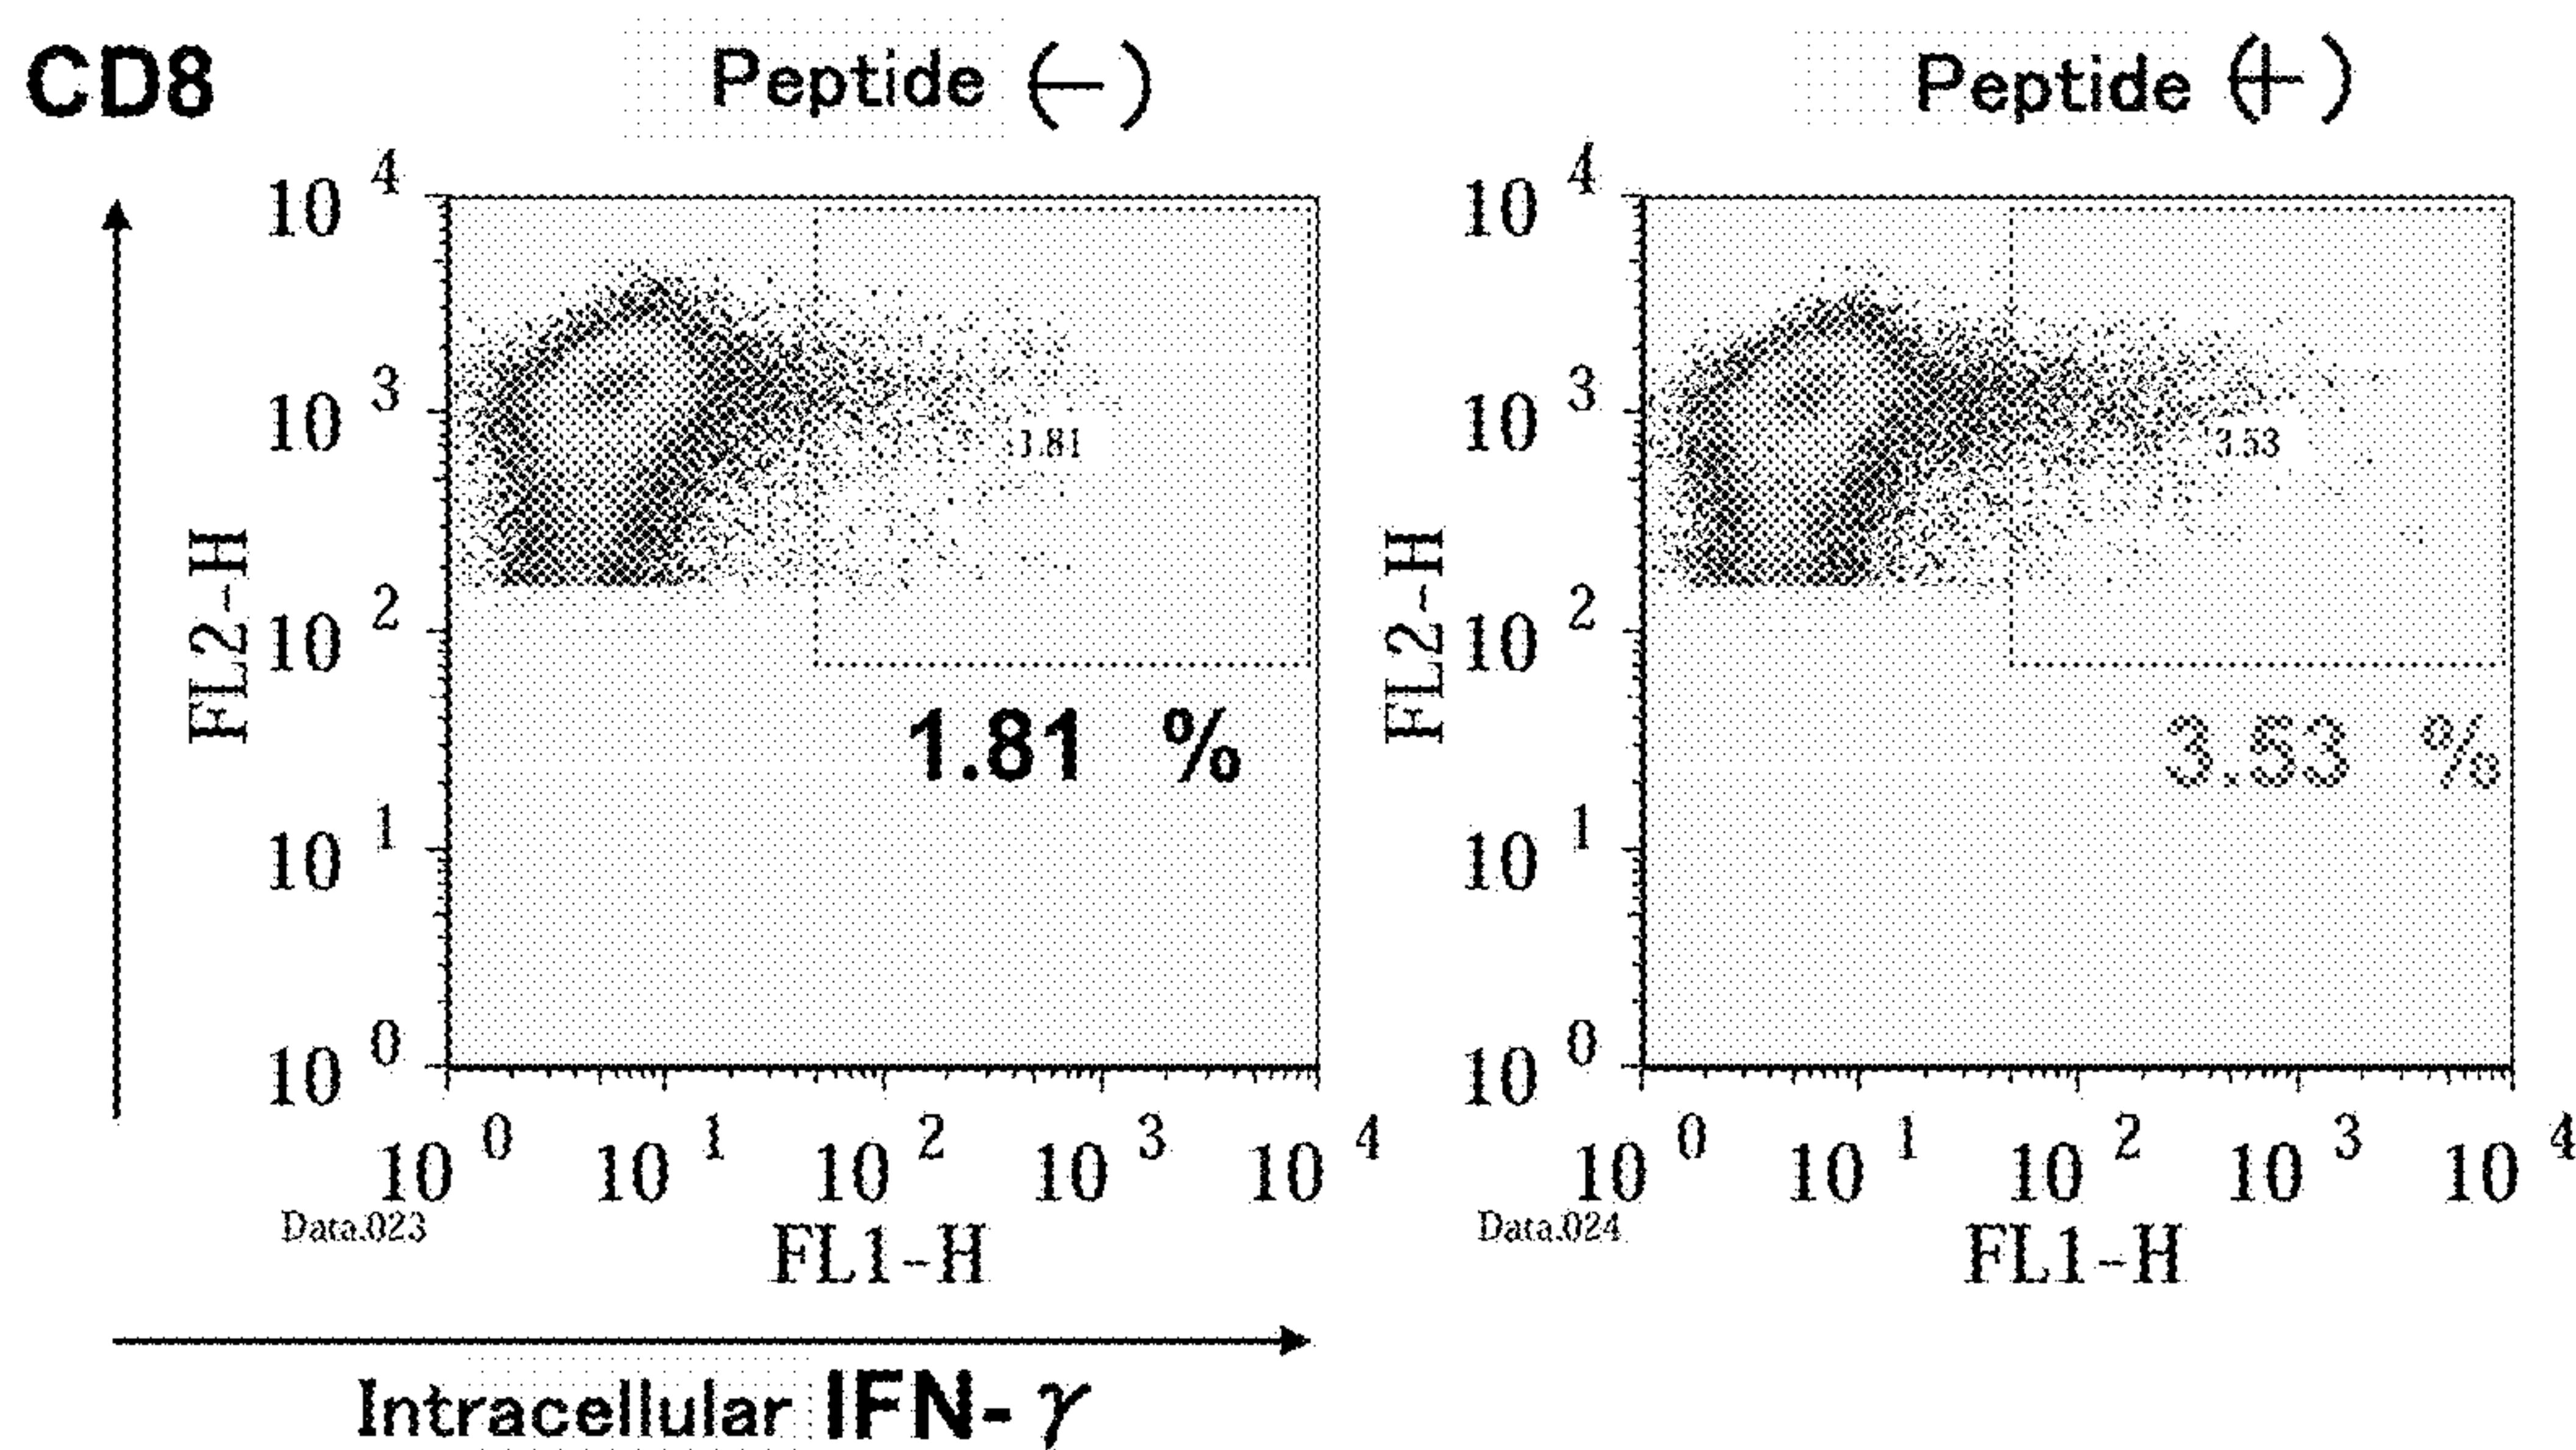 CD8
Peptide (−)
Peptide (+)
10 4
10 3
10 2
10 1
10 0
FL2-H
1.81
1.81 %
10 0 10 1 10 2 10 3 10 4
Data.023
FL1-H
10 4
10 3
10 2
10 1
10 0
FL2-H
3.53
3.53 %
10 0 10 1 10 2 10 3 10 4
Data.024
FL1-H
Intracellular IFN-γ